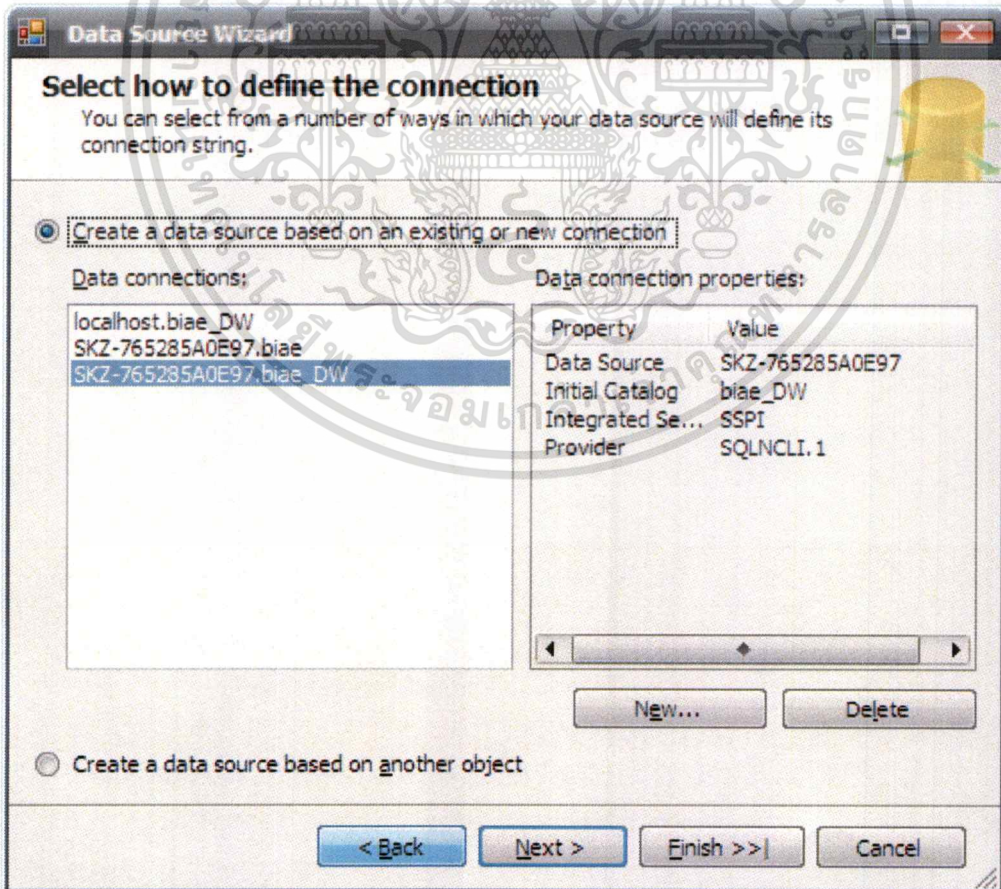 Data Source Wizard
Select how to define the connection
You can select from a number of ways in which your data source will define its
connection string.
Create a data source based on an existing or new connection
Data connections:
localhost.biae_DW
SKZ-765285A0E97.biae
SKZ-765285A0E97.biae_DW
Data connection properties:
Property Value
Data Source SKZ-765285A0E97
Initial Catalog biae_DW
Integrated Se... SSPI
Provider SQLNCLI.1
New... Delete
Create a data source based on another object
< Back Next > Finish >>| Cancel